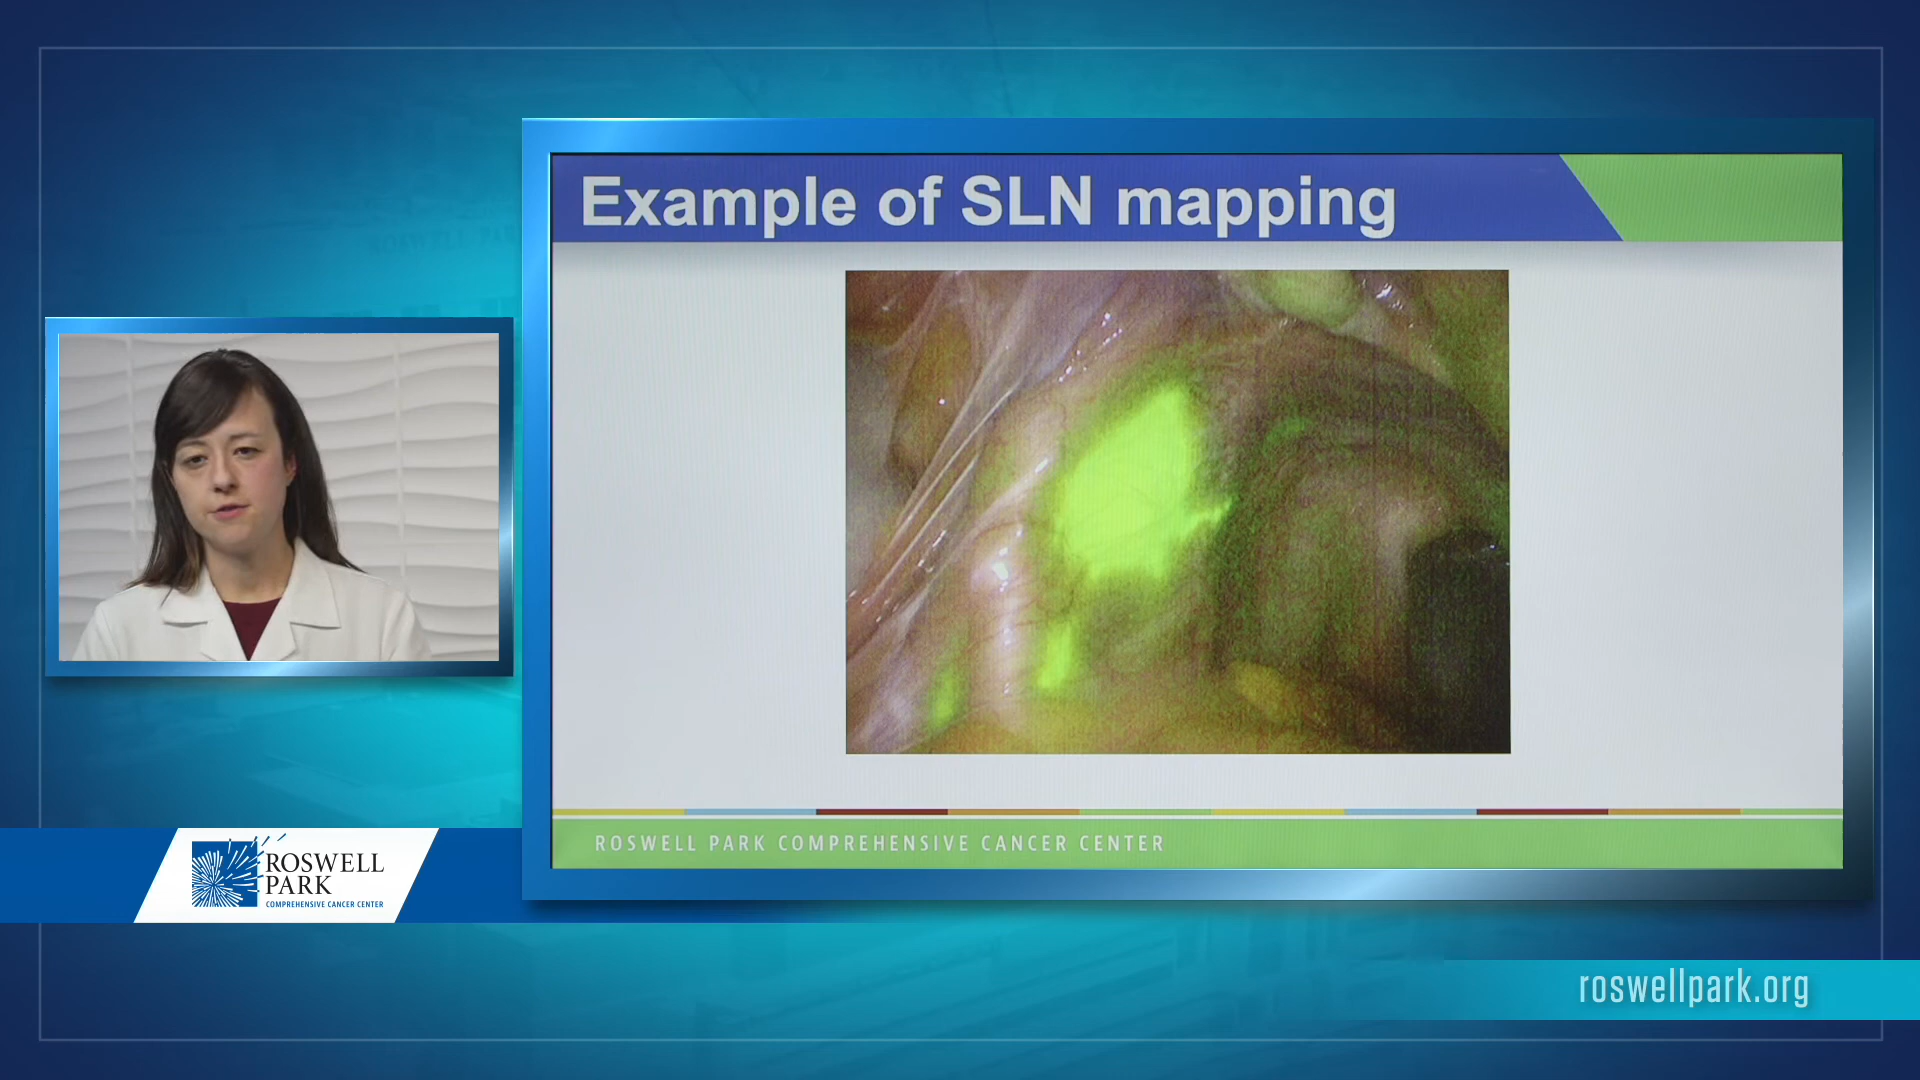 Example of SLN mapping
ROSWELL PARK COMPREHENSIVE CANCER CENTER
ROSWELL
PARK
COMPREHENSIVE CANCER CENTER
roswellpark.org